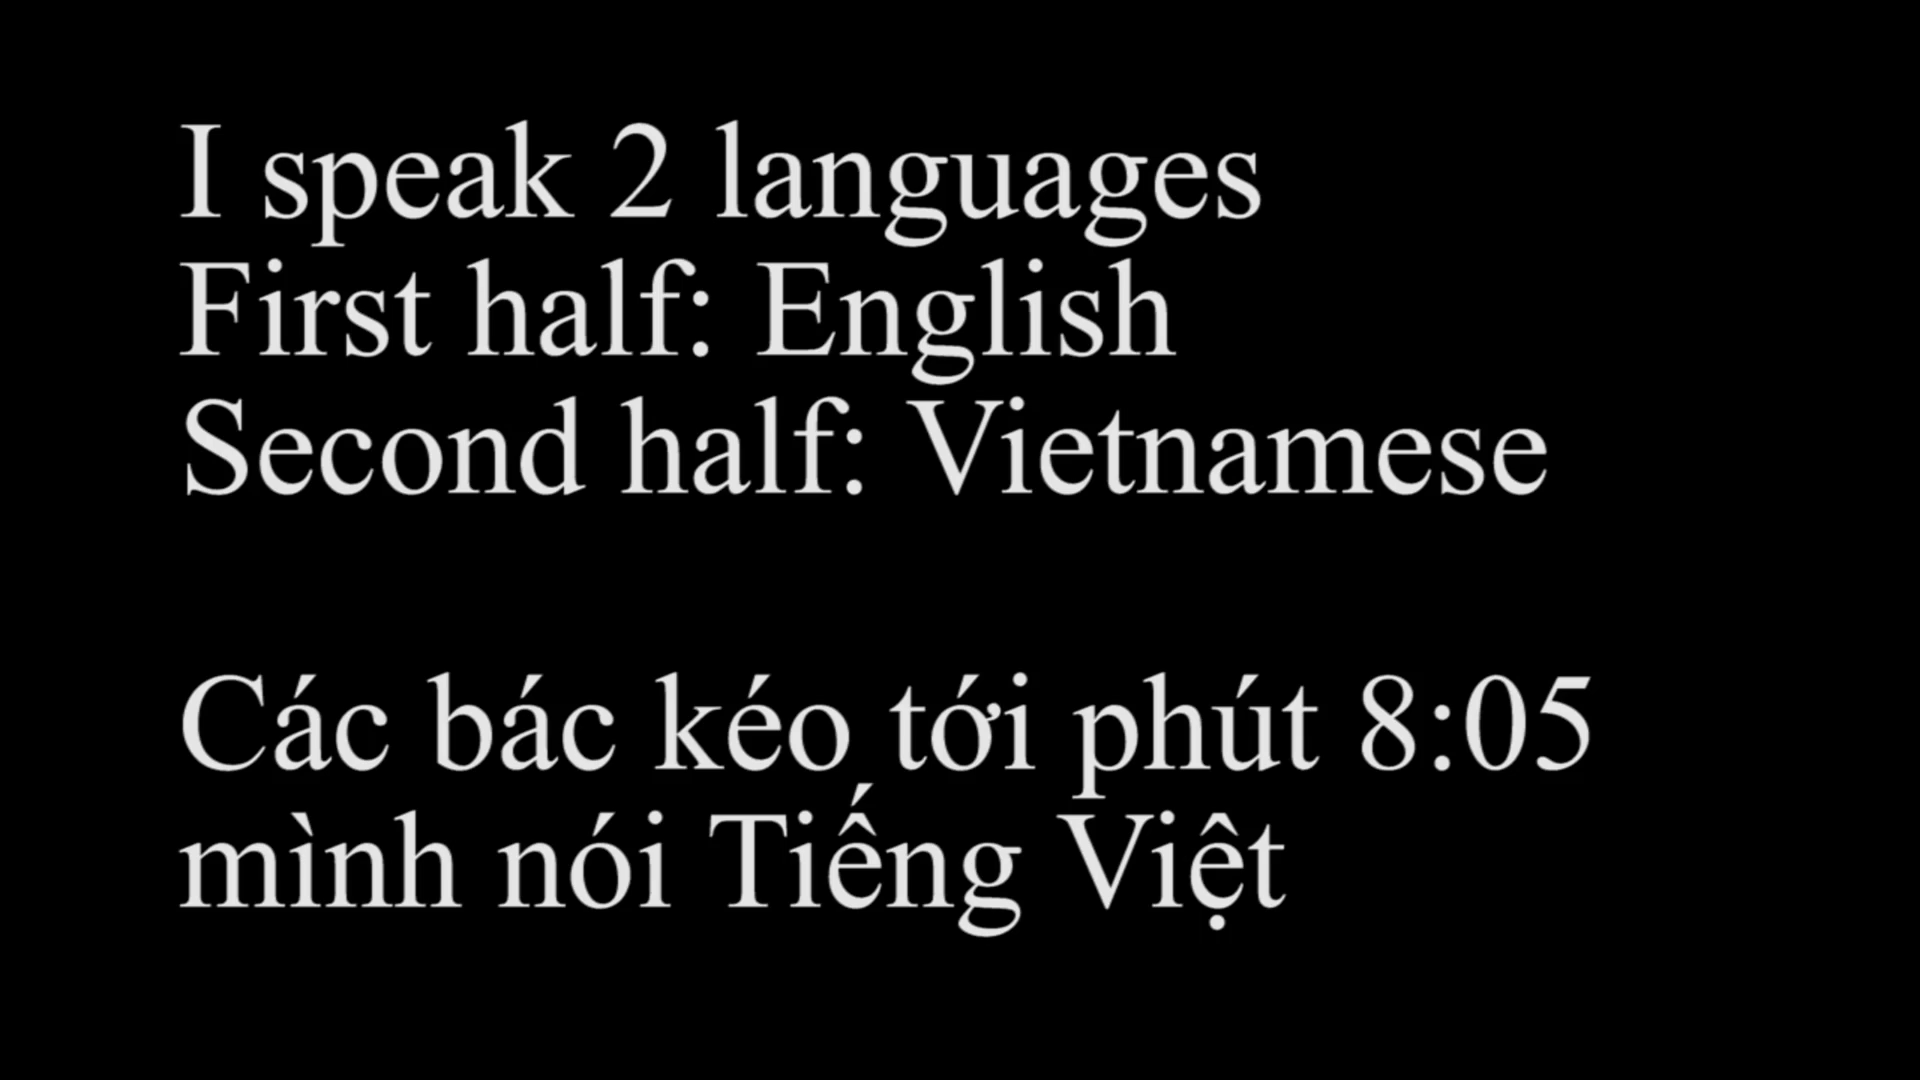 I speak 2 languages
First half: English
Second half: Vietnamese
Các bác kéo tới phút 8:05
mình nói Tiếng Việt